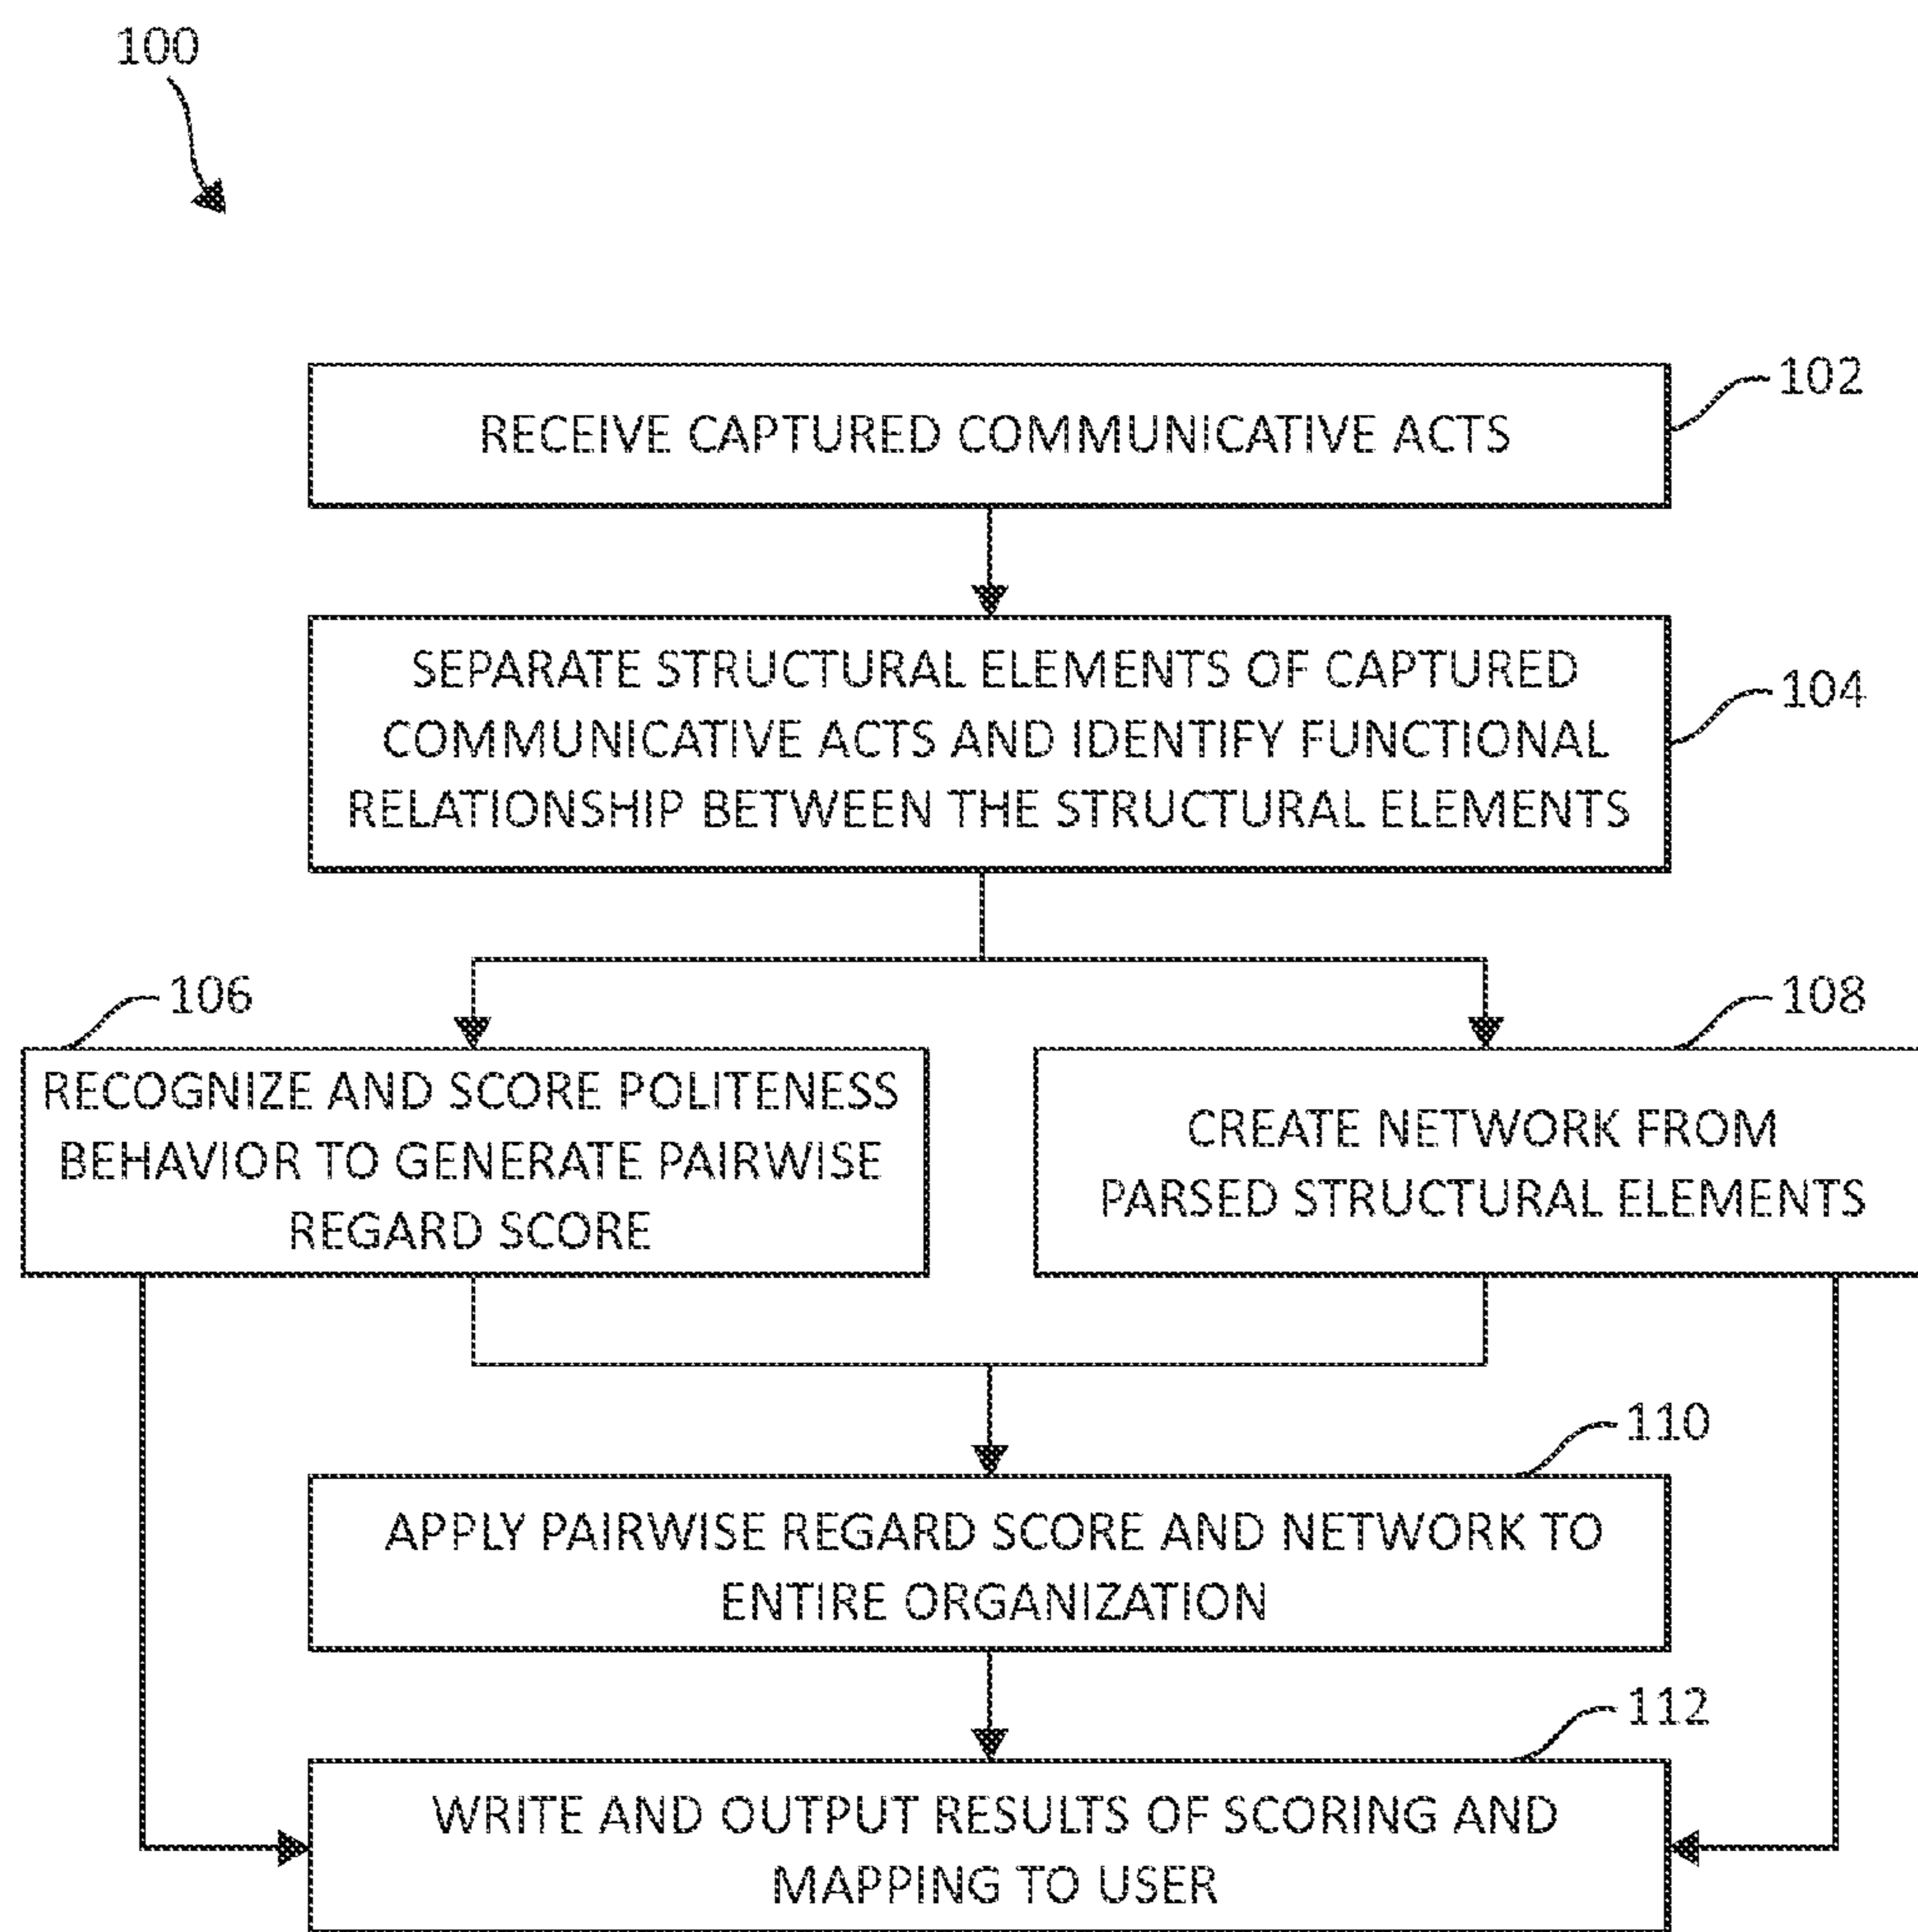 100
RECEIVE CAPTURED COMMUNICATIVE ACTS
102
SEPARATE STRUCTURAL ELEMENTS OF CAPTURED
COMMUNICATIVE ACTS AND IDENTIFY FUNCTIONAL
RELATIONSHIP BETWEEN THE STRUCTURAL ELEMENTS
104
106
RECOGNIZE AND SCORE POLITENESS
BEHAVIOR TO GENERATE PAIRWISE
REGARD SCORE
108
CREATE NETWORK FROM
PARSED STRUCTURAL ELEMENTS
110
APPLY PAIRWISE REGARD SCORE AND NETWORK TO
ENTIRE ORGANIZATION
112
WRITE AND OUTPUT RESULTS OF SCORING AND
MAPPING TO USER